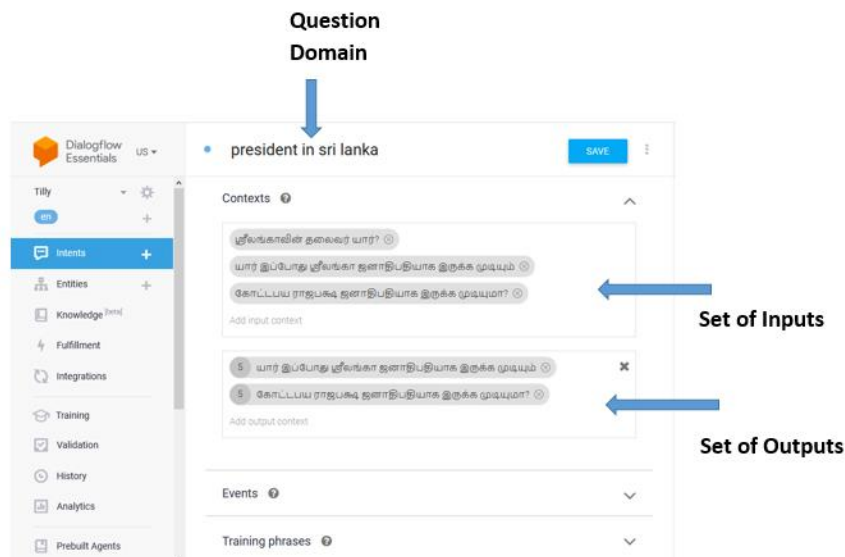 Question
Domain
Dialogflow
Essentials
US
president in sri lanka
SAVE
Tilly
en
Intents
Entities
Knowledge [beta]
Fulfillment
Integrations
Training
Validation
History
Analytics
Prebuilt Agents
Contexts
ஸ்ரீலங்காவின் தலைவர் யார்?
யார் இப்போது ஸ்ரீலங்கா ஜனாதிபதியாக இருக்க முடியும்
கோட்டபய ராஜபக்ஷ ஜனாதிபதியாக இருக்க முடியுமா?
Add input context
Set of Inputs
5 யார் இப்போது ஸ்ரீலங்கா ஜனாதிபதியாக இருக்க முடியும்
5 கோட்டபய ராஜபக்ஷ ஜனாதிபதியாக இருக்க முடியுமா?
Add output context
Set of Outputs
Events
Training phrases